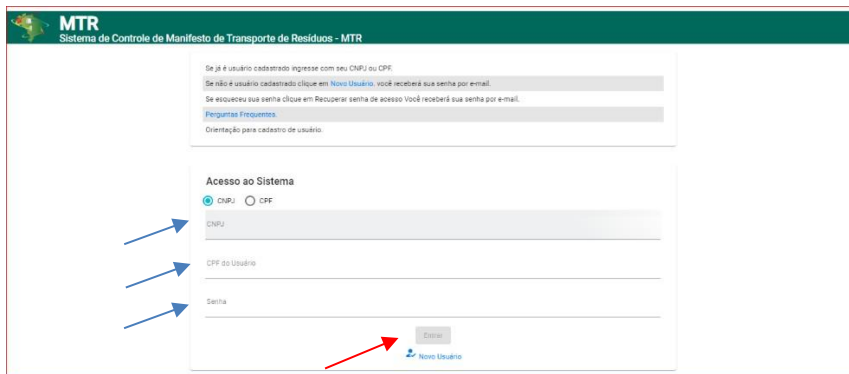 MTR
Sistema de Controle de Manifesto de Transporte de Resíduos - MTR
Se já é usuário cadastrado ingresse com seu CNPJ ou CPF.
Se não é usuário cadastrado clique em Novo Usuário, você receberá sua senha por e-mail.
Se esqueceu sua senha clique em Recuperar senha de acesso Você receberá sua senha por e-mail.
Perguntas Frequentes.
Orientação para cadastro de usuário.
Acesso ao Sistema
CNPJ CPF
CNPJ
CPF do Usuário
Senha
Entrar
Novo Usuário